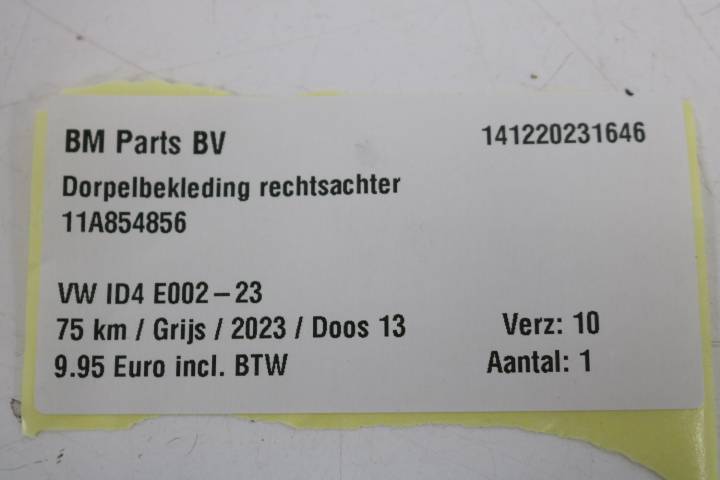 BM Parts BV 141220231646
Dorpelbekleding rechtsachter
11A854856
VW ID4 E002-23
75 km / Grijs / 2023 / Doos 13 Verz: 10
9.95 Euro incl. BTW Aantal: 1